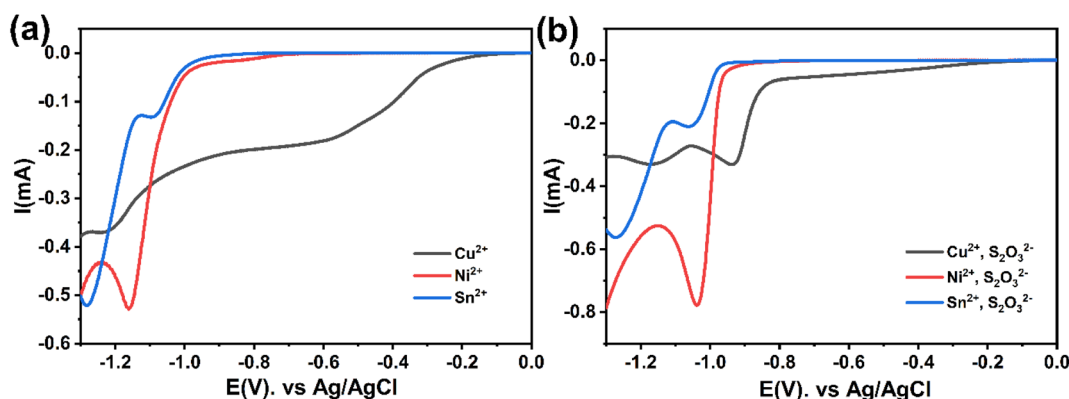 (a)
0.0
-0.1
-0.2
-0.3
-0.4
-0.5
-0.6
I(mA)
Cu²⁺
Ni²⁺
Sn²⁺
-1.2 -1.0 -0.8 -0.6 -0.4 -0.2 0.0
E(V). vs Ag/AgCl
(b)
0.0
-0.2
-0.4
-0.6
-0.8
I(mA)
Cu²⁺, S₂O₃²⁻
Ni²⁺, S₂O₃²⁻
Sn²⁺, S₂O₃²⁻
-1.2 -1.0 -0.8 -0.6 -0.4 -0.2 0.0
E(V). vs Ag/AgCl